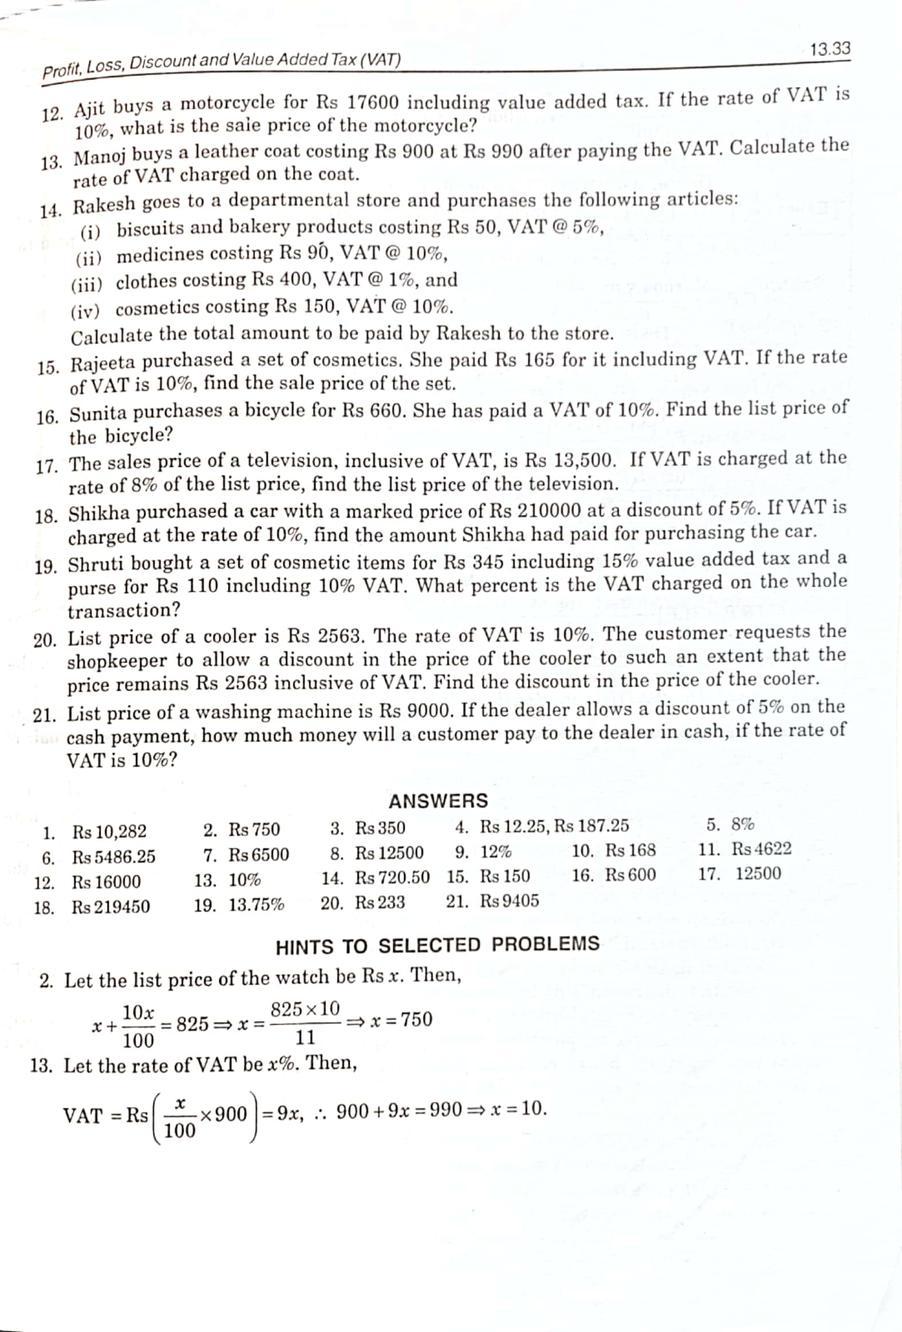 Profit, Loss, Discount and Value Added Tax (VAT) 13.33
12. Ajit buys a motorcycle for Rs 17600 including value added tax. If the rate of VAT is
10%, what is the sale price of the motorcycle?
13. Manoj buys a leather coat costing Rs 900 at Rs 990 after paying the VAT. Calculate the
rate of VAT charged on the coat.
14. Rakesh goes to a departmental store and purchases the following articles:
(i) biscuits and bakery products costing Rs 50, VAT @ 5%,
(ii) medicines costing Rs 90, VAT @ 10%,
(iii) clothes costing Rs 400, VAT @ 1%, and
(iv) cosmetics costing Rs 150, VAT @ 10%.
Calculate the total amount to be paid by Rakesh to the store.
15. Rajeeta purchased a set of cosmetics. She paid Rs 165 for it including VAT. If the rate
of VAT is 10%, find the sale price of the set.
16. Sunita purchases a bicycle for Rs 660. She has paid a VAT of 10%. Find the list price of
the bicycle?
17. The sales price of a television, inclusive of VAT, is Rs 13,500. If VAT is charged at the
rate of 8% of the list price, find the list price of the television.
18. Shikha purchased a car with a marked price of Rs 210000 at a discount of 5%. If VAT is
charged at the rate of 10%, find the amount Shikha had paid for purchasing the car.
19. Shruti bought a set of cosmetic items for Rs 345 including 15% value added tax and a
purse for Rs 110 including 10% VAT. What percent is the VAT charged on the whole
transaction?
20. List price of a cooler is Rs 2563. The rate of VAT is 10%. The customer requests the
shopkeeper to allow a discount in the price of the cooler to such an extent that the
price remains Rs 2563 inclusive of VAT. Find the discount in the price of the cooler.
21. List price of a washing machine is Rs 9000. If the dealer allows a discount of 5% on the
cash payment, how much money will a customer pay to the dealer in cash, if the rate of
VAT is 10%?
ANSWERS
1. Rs 10,282 2. Rs 750 3. Rs 350 4. Rs 12.25, Rs 187.25 5. 8%
6. Rs 5486.25 7. Rs 6500 8. Rs 12500 9. 12% 10. Rs 168 11. Rs 4622
12. Rs 16000 13. 10% 14. Rs 720.50 15. Rs 150 16. Rs 600 17. 12500
18. Rs 219450 19. 13.75% 20. Rs 233 21. Rs 9405
HINTS TO SELECTED PROBLEMS
2. Let the list price of the watch be Rs x. Then,
x + 10x/100 = 825 ⇒ x = 825 × 10/11 ⇒ x = 750
13. Let the rate of VAT be x%. Then,
VAT = Rs (x/100 × 900) = 9x, ∴ 900 + 9x = 990 ⇒ x = 10.